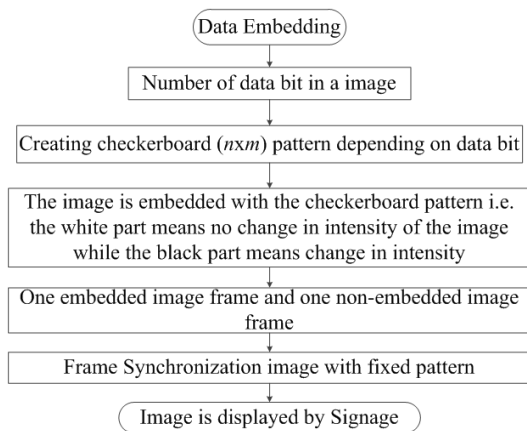 Data Embedding
Number of data bit in a image
Creating checkerboard (nxm) pattern depending on data bit
The image is embedded with the checkerboard pattern i.e.
the white part means no change in intensity of the image
while the black part means change in intensity
One embedded image frame and one non-embedded image
frame
Frame Synchronization image with fixed pattern
Image is displayed by Signage